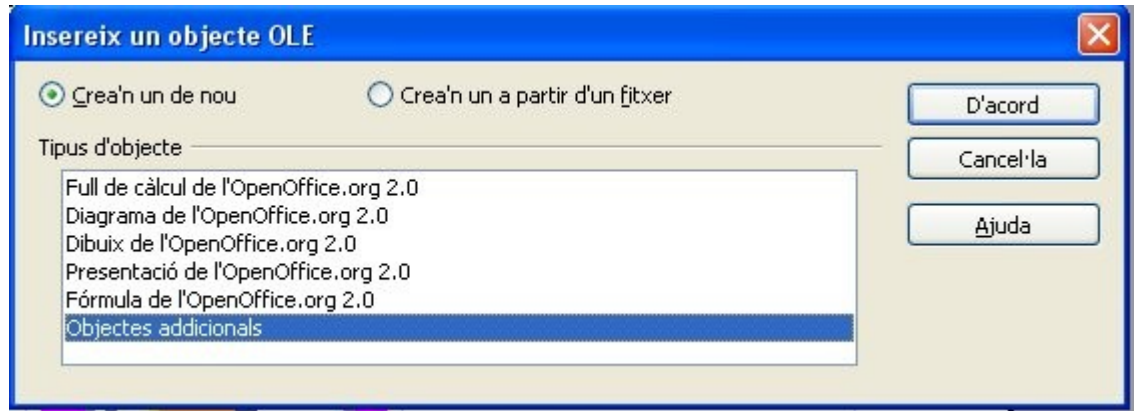 Insereix un objecte OLE
Crea'n un de nou
Crea'n un a partir d'un fitxer
D'acord
Tipus d'objecte
Cancel·la
Full de càlcul de l'OpenOffice.org 2.0
Diagrama de l'OpenOffice.org 2.0
Ajuda
Dibuix de l'OpenOffice.org 2.0
Presentació de l'OpenOffice.org 2.0
Fórmula de l'OpenOffice.org 2.0
Objectes addicionals